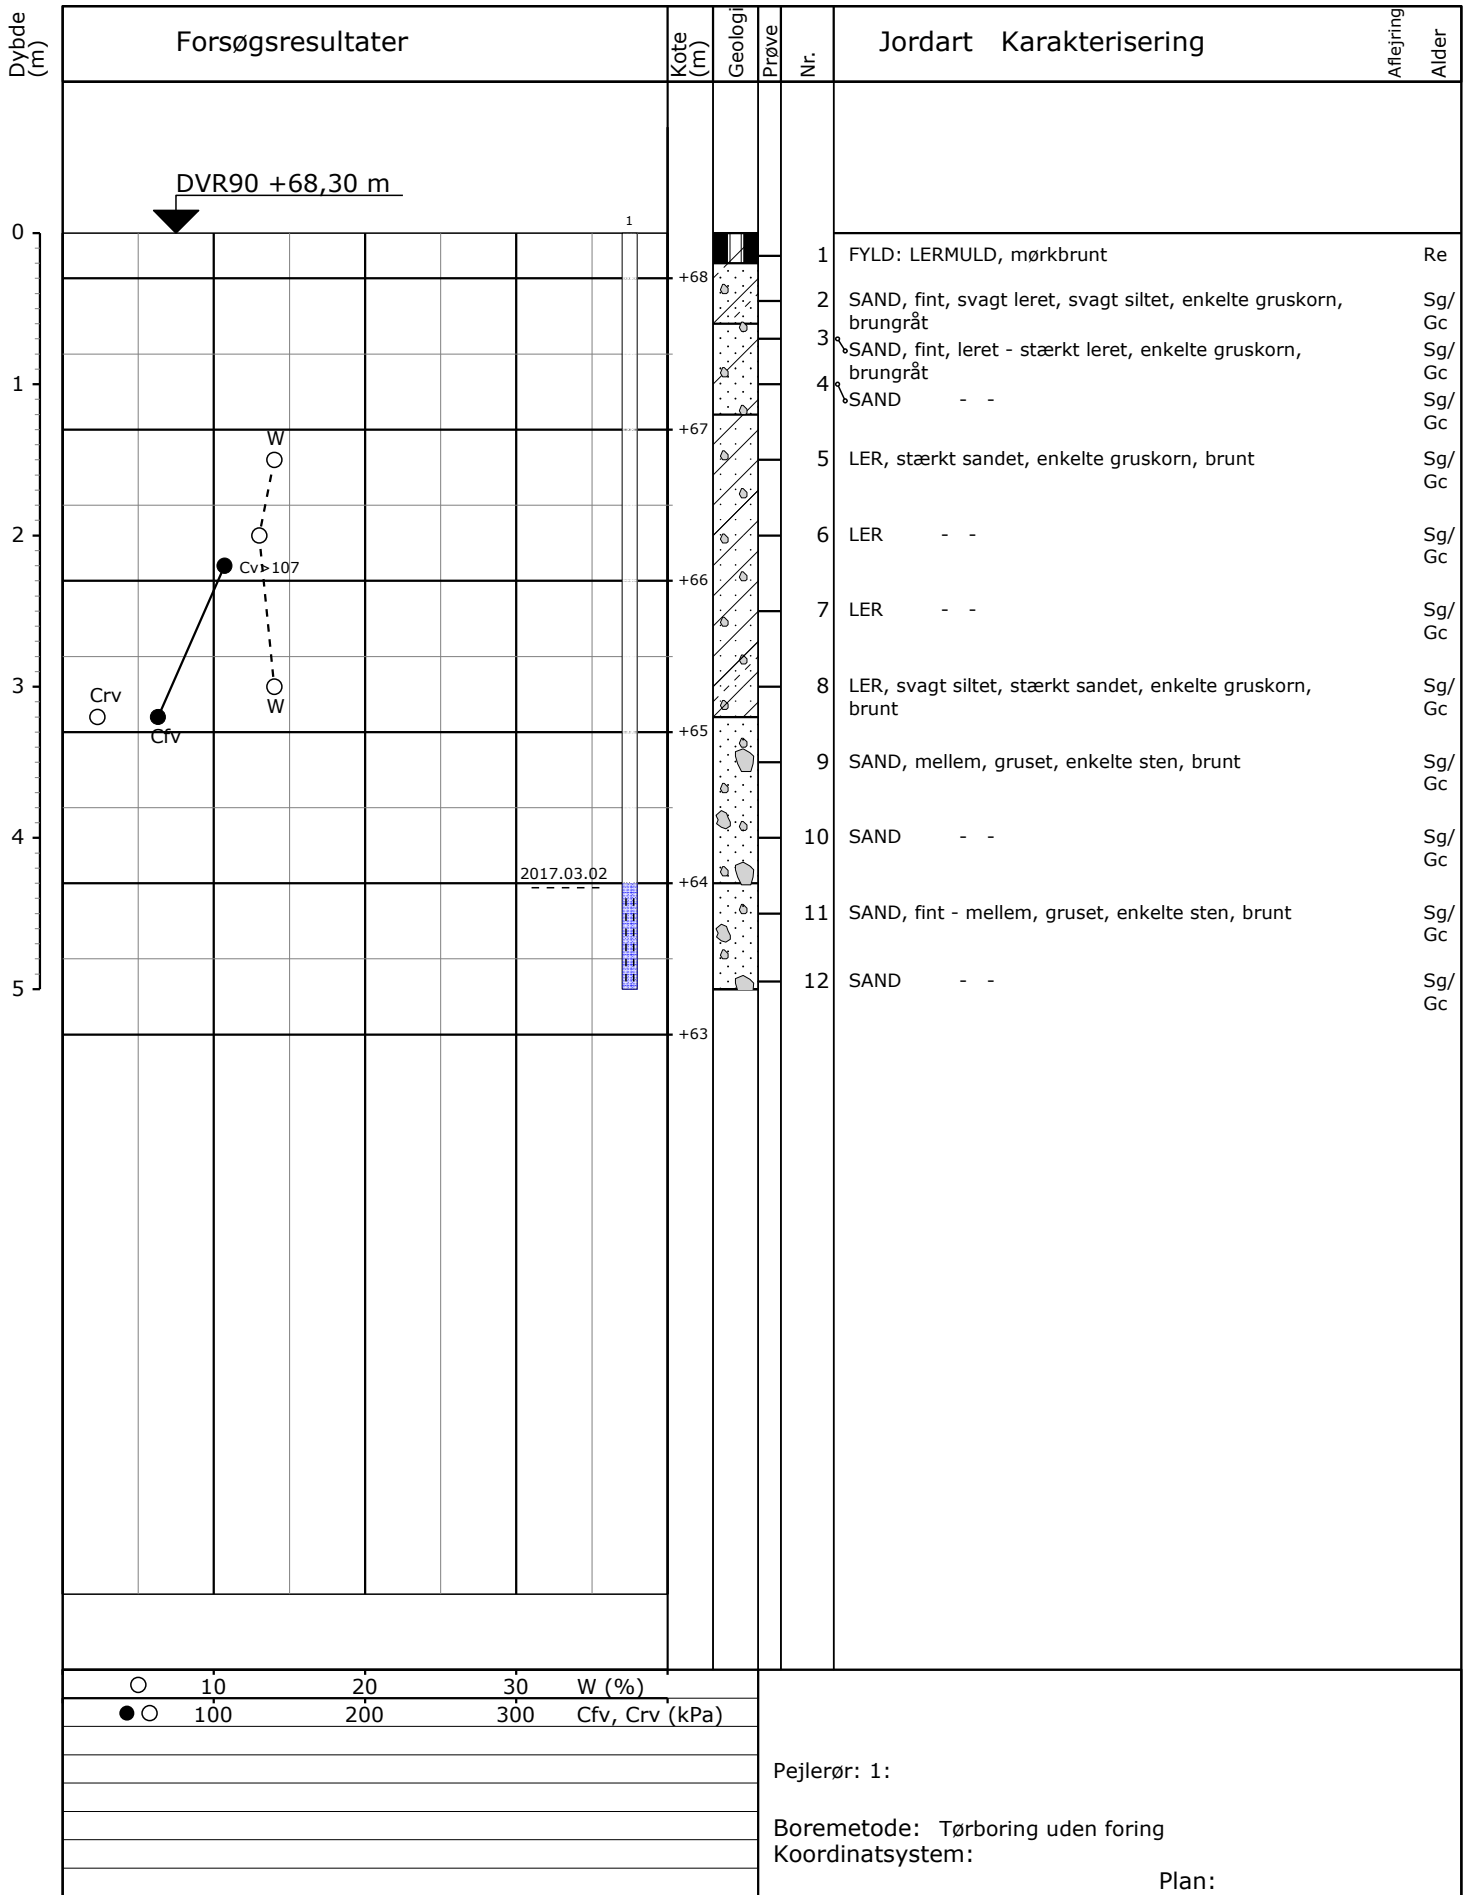 Dybde
(m)
Forsøgsresultater
Kote
(m)
Geologi
Prøve
Nr.
Jordart Karakterisering
Aflejring
Alder
DVR90 +68,30 m
1
0
1 FYLD: LERMULD, mørkbrunt Re
+68
2 SAND, fint, svagt leret, svagt siltet, enkelte gruskorn, Sg/
brungråt Gc
3 SAND, fint, leret - stærkt leret, enkelte gruskorn, Sg/
brungråt Gc
1
4 SAND - - Sg/
Gc
+67
W
5 LER, stærkt sandet, enkelte gruskorn, brunt Sg/
Gc
2
6 LER - - Sg/
Gc
Cv>107
+66
7 LER - - Sg/
Gc
3
Crv
8 LER, svagt siltet, stærkt sandet, enkelte gruskorn, Sg/
W
brunt Gc
Cfv
+65
9 SAND, mellem, gruset, enkelte sten, brunt Sg/
Gc
4
10 SAND - - Sg/
Gc
2017.03.02
+64
11 SAND, fint - mellem, gruset, enkelte sten, brunt Sg/
Gc
5
12 SAND - - Sg/
Gc
+63
10 20 30 W (%)
100 200 300 Cfv, Crv (kPa)
Pejlerør: 1:
Boremetode: Tørboring uden foring
Koordinatsystem:
Plan: